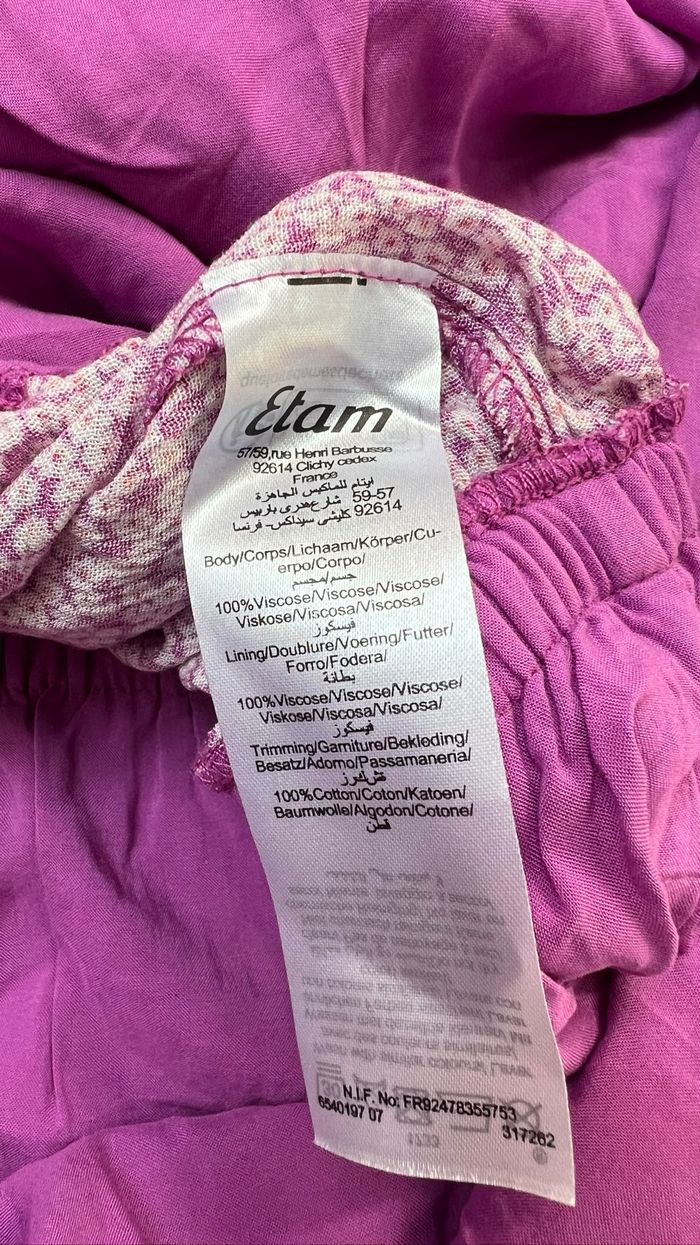 Etam
57/59,rue Henri Barbusse
92614 Clichy cedex
France
ايتام للملابس الجاهزة
57-59 شارع هنري باربيس
92614 كليشي سيداكس- فرنسا
Body/Corps/Lichaam/Körper/Cu-
erpo/Corpo/
جسم/مجسم
100%Viscose/Viscose/Viscose/
Viskose/Viscosa/Viscosa/
فيسكوز
Lining/Doublure/Voering/Futter/
Forro/Fodera/
بطانة
100%Viscose/Viscose/Viscose/
Viskose/Viscosa/Viscosa/
فيسكوز
Trimming/Garniture/Bekleding/
Besatz/Adorno/Passamaneria/
100%Cotton/Coton/Katoen/
Baumwolle/Algodon/Cotone/
قطن
N.I.F. No: FR92478355753
6540197 07
317262